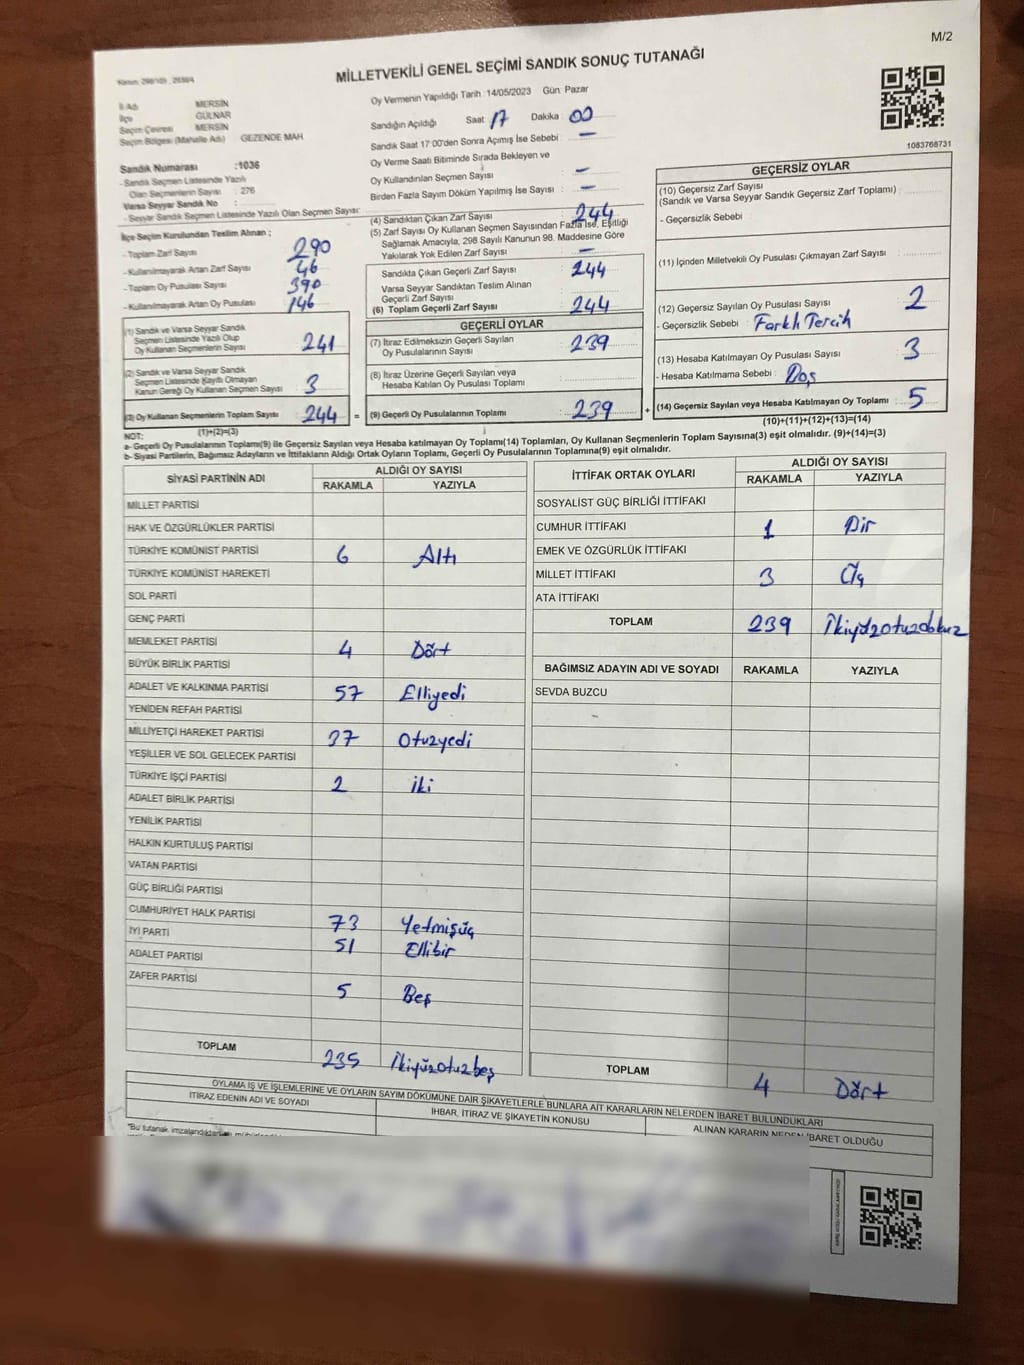 M/2
MİLLETVEKİLİ GENEL SEÇİMİ SANDIK SONUÇ TUTANAĞI
İl Adı MERSİN
İlçe GÜLNAR
Seçim Çevresi MERSİN
Seçim Bölgesi (Mahalle Adı) GEZENDE MAH.
Sandık Numarası :1036
- Sandık Seçmen Listesinde Yazılı
Olan Seçmenlerin Sayısı : 276
Varsa Seyyar Sandık No :
- Seyyar Sandık Seçmen Listesinde Yazılı Olan Seçmen Sayısı:
Oy Vermenin Yapıldığı Tarih :14/05/2023 Gün: Pazar
Sandığın Açıldığı Saat : 17 Dakika : 00
Sandık Saat 17:00'den Sonra Açımış İse Sebebi : —
Oy Verme Saati Bitiminde Sırada Bekleyen ve
Oy Kullandırılan Seçmen Sayısı : —
Birden Fazla Sayım Döküm Yapılmış İse Sayısı : —
1083768731
İlçe Seçim Kurulundan Teslim Alınan ;
- Toplam Zarf Sayısı : 290
- Kullanılmayarak Artan Zarf Sayısı : 46
- Toplam Oy Pusulası Sayısı : 390
- Kullanılmayarak Artan Oy Pusulası : 146
(1) Sandık ve Varsa Seyyar Sandık
Seçmen Listesinde Yazılı Olup
Oy Kullanan Seçmenlerin Sayısı : 241
(2) Sandık ve Varsa Seyyar Sandık
Seçmen Listesinde Kayıtlı Olmayan
Kanun Gereği Oy Kullanan Seçmen Sayısı : 3
(3) Oy Kullanan Seçmenlerin Toplam Sayısı : 244 =
(1)+(2)=(3)
(4) Sandıktan Çıkan Zarf Sayısı : 244
(5) Zarf Sayısı Oy Kullanan Seçmen Sayısından Fazla İse, Eşitliği
Sağlamak Amacıyla, 298 Sayılı Kanunun 98. Maddesine Göre
Yakılarak Yok Edilen Zarf Sayısı : —
Sandıkta Çıkan Geçerli Zarf Sayısı : 244
Varsa Seyyar Sandıktan Teslim Alınan
Geçerli Zarf Sayısı :
(6) Toplam Geçerli Zarf Sayısı : 244
GEÇERLİ OYLAR
(7) İtiraz Edilmeksizin Geçerli Sayılan
Oy Pusulalarının Sayısı : 239
(8) İtiraz Üzerine Geçerli Sayılan veya
Hesaba Katılan Oy Pusulaları Toplamı :
(9) Geçerli Oy Pusulalarının Toplamı : 239 +
GEÇERSİZ OYLAR
(10) Geçersiz Zarf Sayısı
(Sandık ve Varsa Sandık Geçersiz Zarf Toplamı) :
- Geçersizlik Sebebi :
(11) İçinden Milletvekili Oy Pusulası Çıkmayan Zarf Sayısı :
(12) Geçersiz Sayılan Oy Pusulası Sayısı : 2
- Geçersizlik Sebebi : Farklı Tercih
(13) Hesaba Katılmayan Oy Pusulası Sayısı : 3
- Hesaba Katılmama Sebebi : Boş
(14) Geçersiz Sayılan veya Hesaba Katılmayan Oy Toplamı : 5
(10)+(11)+(12)+(13)=(14)
NOT:
a- Geçerli Oy Pusulalarının Toplamı(9) ile Geçersiz Sayılan veya Hesaba katılmayan Oy Toplamı(14) Toplamları, Oy Kullanan Seçmenlerin Toplam Sayısına(3) eşit olmalıdır. (9)+(14)=(3)
b- Siyasi Partilerin, Bağımsız Adayların ve İttifakların Aldığı Oyların Toplamı, Geçerli Oy Pusulalarının Toplamına(9) eşit olmalıdır.
SİYASİ PARTİNİN ADI ALDIĞI OY SAYISI
RAKAMLA YAZIYLA
MİLLET PARTİSİ
HAK VE ÖZGÜRLÜKLER PARTİSİ
TÜRKİYE KOMÜNİST PARTİSİ 6 Altı
TÜRKİYE KOMÜNİST HAREKETİ
SOL PARTİ
GENÇ PARTİ
MEMLEKET PARTİSİ 4 Dört
BÜYÜK BİRLİK PARTİSİ
ADALET VE KALKINMA PARTİSİ 57 Elliyedi
YENİDEN REFAH PARTİSİ
MİLLİYETÇİ HAREKET PARTİSİ 37 Otuzyedi
YEŞİLLER VE SOL GELECEK PARTİSİ
TÜRKİYE İŞÇİ PARTİSİ 2 İki
ADALET BİRLİK PARTİSİ
YENİLİK PARTİSİ
HALKIN KURTULUŞ PARTİSİ
VATAN PARTİSİ
GÜÇ BİRLİĞİ PARTİSİ
CUMHURİYET HALK PARTİSİ 73 Yetmişüç
İYİ PARTİ 51 Ellibir
ADALET PARTİSİ
ZAFER PARTİSİ 5 Beş
TOPLAM 235 İkiyüzotuzbeş
İTTİFAK ORTAK OYLARI ALDIĞI OY SAYISI
RAKAMLA YAZIYLA
SOSYALİST GÜÇ BİRLİĞİ İTTİFAKI
CUMHUR İTTİFAKI 1 Bir
EMEK VE ÖZGÜRLÜK İTTİFAKI
MİLLET İTTİFAKI 3 Üç
ATA İTTİFAKI
TOPLAM 239 İkiyüzotuzdokuz
BAĞIMSIZ ADAYIN ADI VE SOYADI RAKAMLA YAZIYLA
SEVDA BUZCU
TOPLAM 4 Dört
OYLAMA İŞ VE İŞLEMLERİNE VE OYLARIN SAYIM DÖKÜMÜNE DAİR ŞİKAYETLERLE BUNLARA AİT KARARLARIN NELERDEN İBARET BULUNDUKLARI
İTİRAZ EDENİN ADI VE SOYADI
İHBAR, İTİRAZ VE ŞİKAYETİN KONUSU
ALINAN KARARIN NEDEN İBARET OLDUĞU
"Bu tutanak